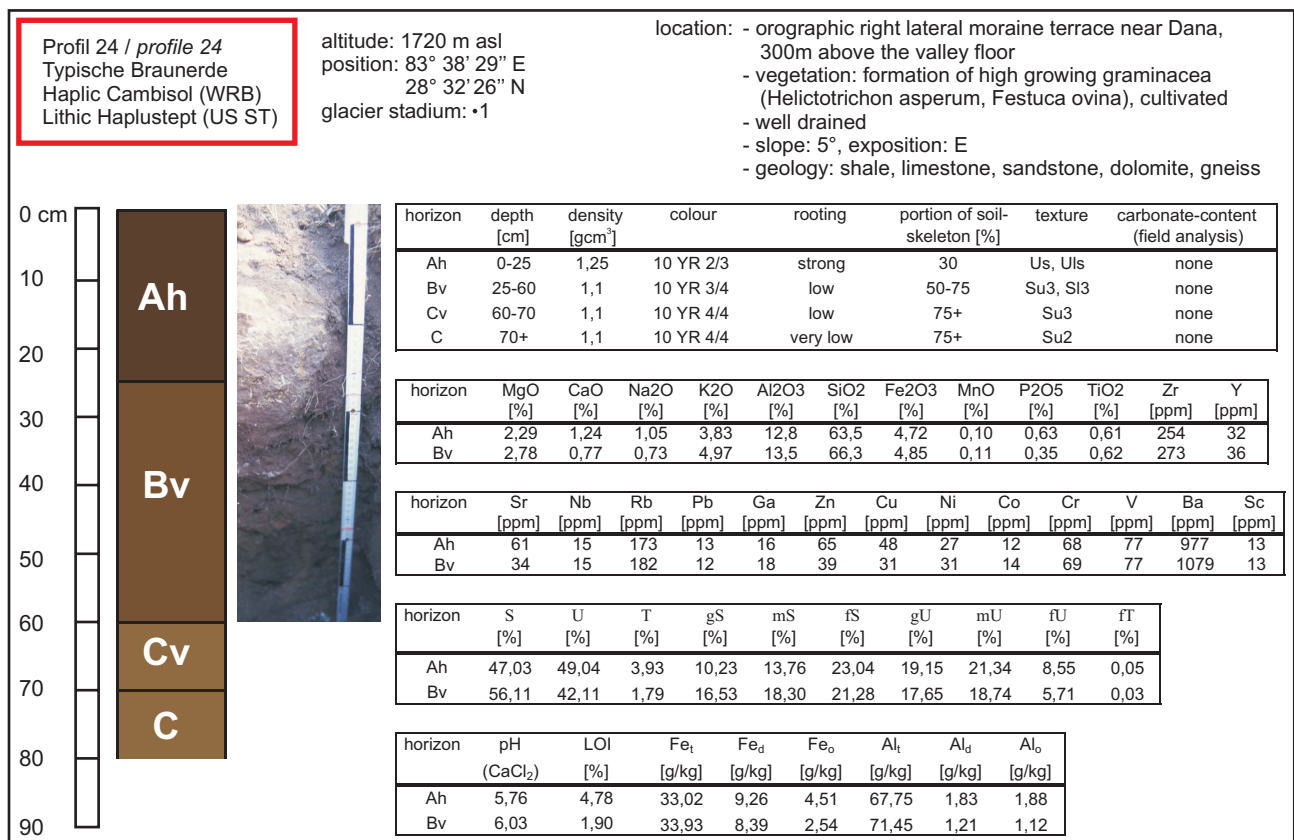 Profil 24 / profile 24
Typische Braunerde
Haplic Cambisol (WRB)
Lithic Haplustept (US ST)
altitude: 1720 m asl
position: 83° 38' 29’’ E
28° 32' 26’’ N
glacier stadium: •1
location: - orographic right lateral moraine terrace near Dana,
300m above the valley floor
- vegetation: formation of high growing graminacea
(Helictotrichon asperum, Festuca ovina), cultivated
- well drained
- slope: 5°, exposition: E
- geology: shale, limestone, sandstone, dolomite, gneiss
0 cm
10
20
30
40
50
60
70
80
90
Ah
Bv
Cv
C
horizon depth density colour rooting portion of soil- texture carbonate-content
[cm] [gcm³] skeleton [%] (field analysis)
Ah 0-25 1,25 10 YR 2/3 strong 30 Us, Uls none
Bv 25-60 1,1 10 YR 3/4 low 50-75 Su3, Sl3 none
Cv 60-70 1,1 10 YR 4/4 low 75+ Su3 none
C 70+ 1,1 10 YR 4/4 very low 75+ Su2 none
horizon MgO CaO Na2O K2O Al2O3 SiO2 Fe2O3 MnO P2O5 TiO2 Zr Y
[%] [%] [%] [%] [%] [%] [%] [%] [%] [%] [ppm] [ppm]
Ah 2,29 1,24 1,05 3,83 12,8 63,5 4,72 0,10 0,63 0,61 254 32
Bv 2,78 0,77 0,73 4,97 13,5 66,3 4,85 0,11 0,35 0,62 273 36
horizon Sr Nb Rb Pb Ga Zn Cu Ni Co Cr V Ba Sc
[ppm] [ppm] [ppm] [ppm] [ppm] [ppm] [ppm] [ppm] [ppm] [ppm] [ppm] [ppm] [ppm]
Ah 61 15 173 13 16 65 48 27 12 68 77 977 13
Bv 34 15 182 12 18 39 31 31 14 69 77 1079 13
horizon S U T gS mS fS gU mU fU fT
[%] [%] [%] [%] [%] [%] [%] [%] [%] [%]
Ah 47,03 49,04 3,93 10,23 13,76 23,04 19,15 21,34 8,55 0,05
Bv 56,11 42,11 1,79 16,53 18,30 21,28 17,65 18,74 5,71 0,03
horizon pH LOI Feₜ Fe_d Feₒ Alₜ Al_d Alₒ
(CaCl₂) [%] [g/kg] [g/kg] [g/kg] [g/kg] [g/kg] [g/kg]
Ah 5,76 4,78 33,02 9,26 4,51 67,75 1,83 1,88
Bv 6,03 1,90 33,93 8,39 2,54 71,45 1,21 1,12